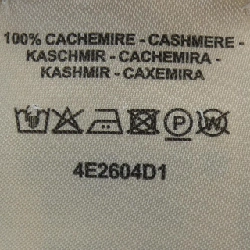 100% CACHEMIRE - CASHMERE -
KASCHMIR - CACHEMIRA -
KASHMIR - CAXEMIRA
P
W
4E2604D1